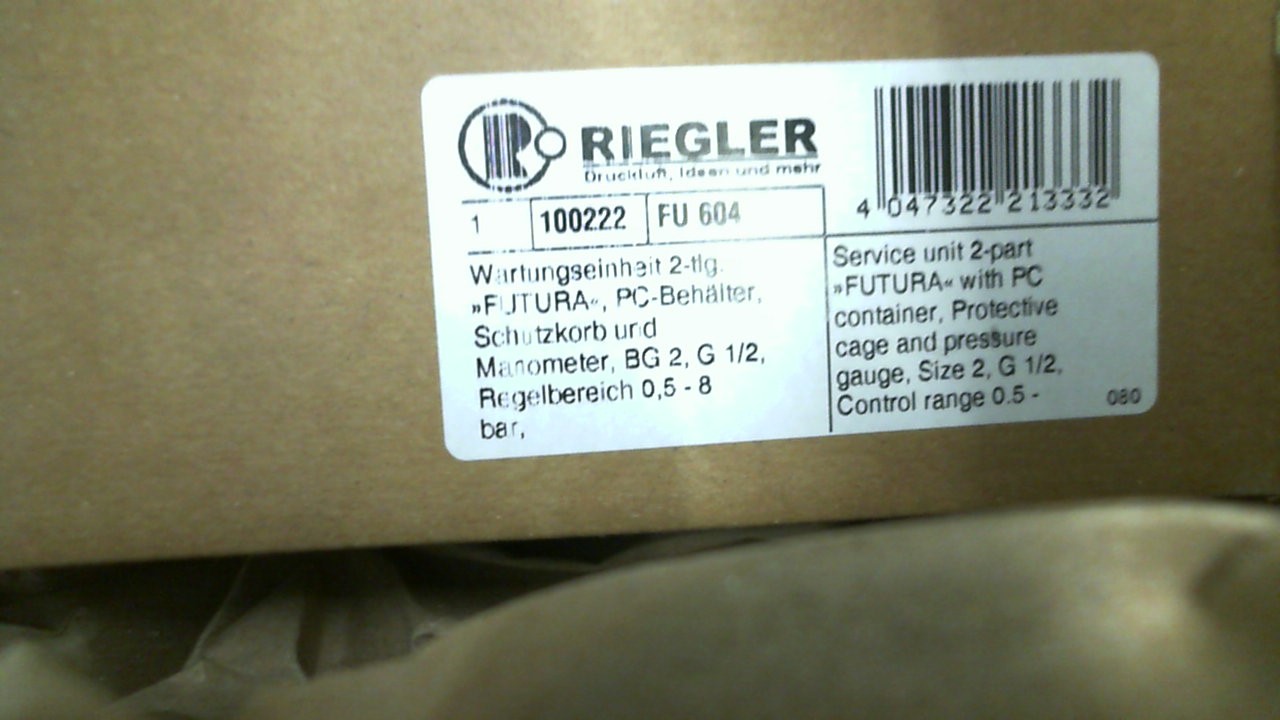 RIEGLER
Druckluft, Ideen und mehr
4 047322 213332
1 100222 FU 604
Wartungseinheit 2-tlg.
»FUTURA«, PC-Behälter,
Schutzkorb und
Manometer, BG 2, G 1/2,
Regelbereich 0,5 - 8
bar,
Service unit 2-part
»FUTURA« with PC
container, Protective
cage and pressure
gauge, Size 2, G 1/2,
Control range 0.5 -
080